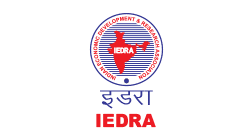 INDIAN ECONOMIC DEVELOPMENT & RESEARCH ASSOCIATION
IEDRA
इडरा
IEDRA